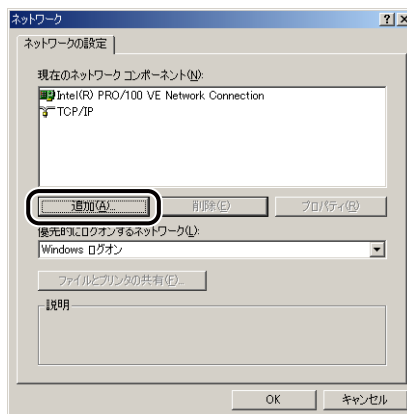 ネットワーク
ネットワークの設定
現在のネットワーク コンポーネント(N):
Intel(R) PRO/100 VE Network Connection
TCP/IP
追加(A)... 削除(E) プロパティ(R)
優先的にログオンするネットワーク(L):
Windows ログオン
ファイルとプリンタの共有(F)...
説明
OK キャンセル